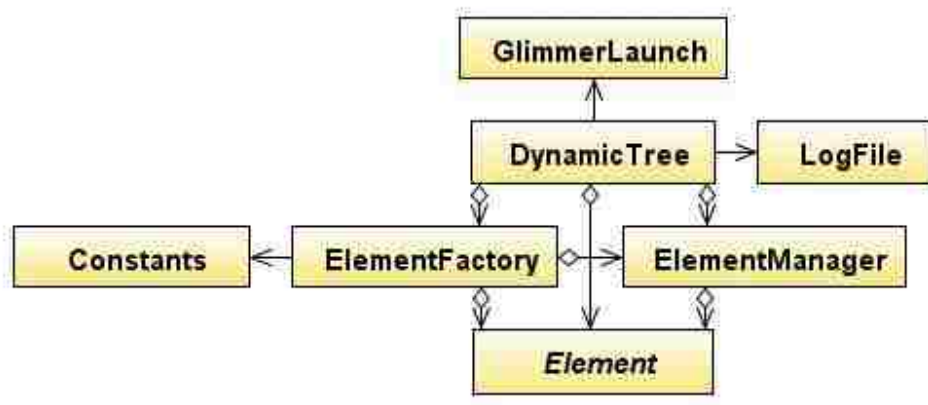 GlimmerLaunch
DynamicTree
LogFile
Constants
ElementFactory
ElementManager
Element